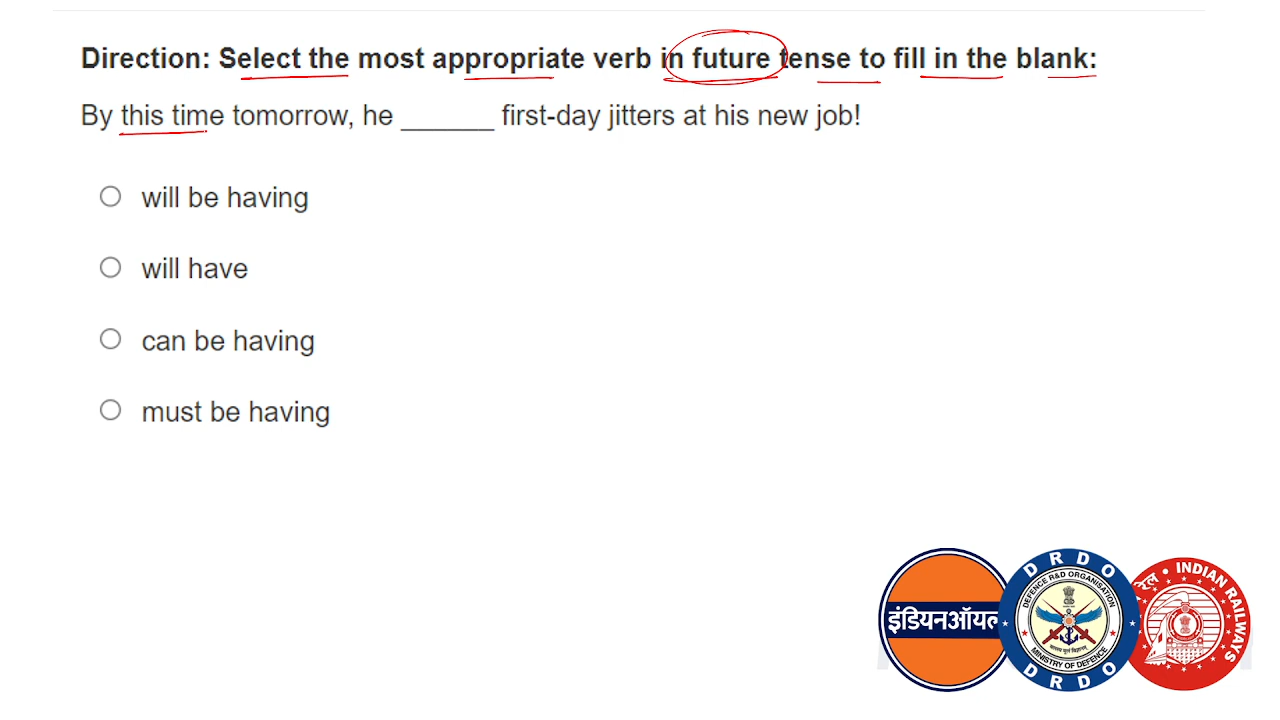 Direction: Select the most appropriate verb in future tense to fill in the blank:
By this time tomorrow, he ______ first-day jitters at his new job!
will be having
will have
can be having
must be having
इंडियनऑयल
DRDO
DEFENCE R&D ORGANISATION
MINISTRY OF DEFENCE
DRDO
रेल • INDIAN RAILWAYS